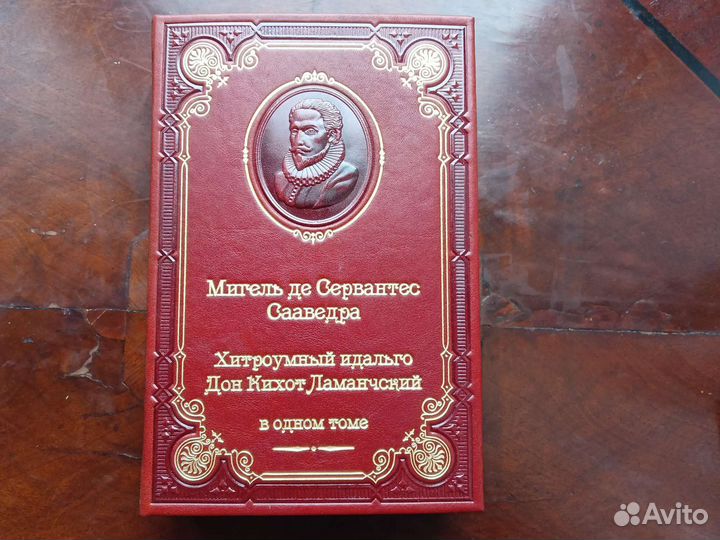 Мигель де Сервантес
Сааведра
Хитроумный идальго
Дон Кихот Ламанчский
в одном томе
Avito